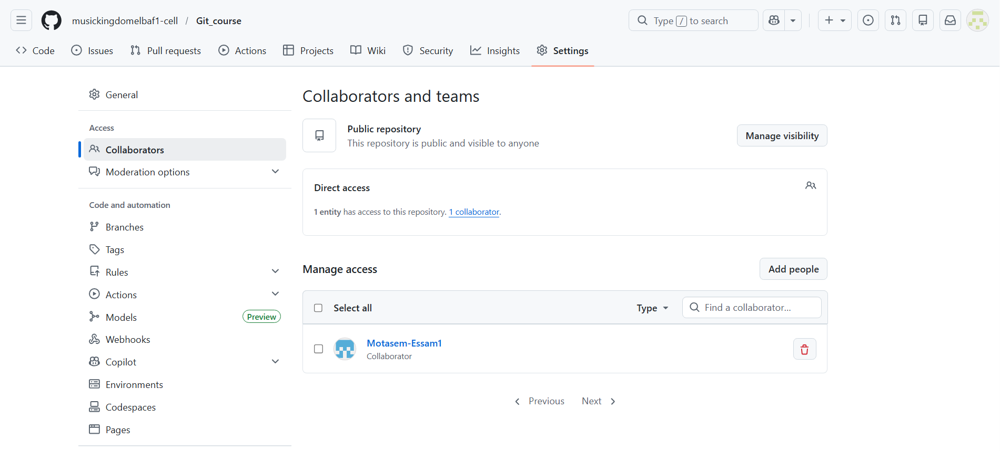 musickingdomelbaf1-cell / Git_course
Type / to search
Code Issues Pull requests Actions Projects Wiki Security Insights Settings
General
Access
Collaborators
Moderation options
Code and automation
Branches
Tags
Rules
Actions
Models Preview
Webhooks
Copilot
Environments
Codespaces
Pages
Collaborators and teams
Public repository
This repository is public and visible to anyone
Manage visibility
Direct access
1 entity has access to this repository. 1 collaborator.
Manage access
Add people
Select all
Type
Find a collaborator...
Motasem-Essam1
Collaborator
Previous Next